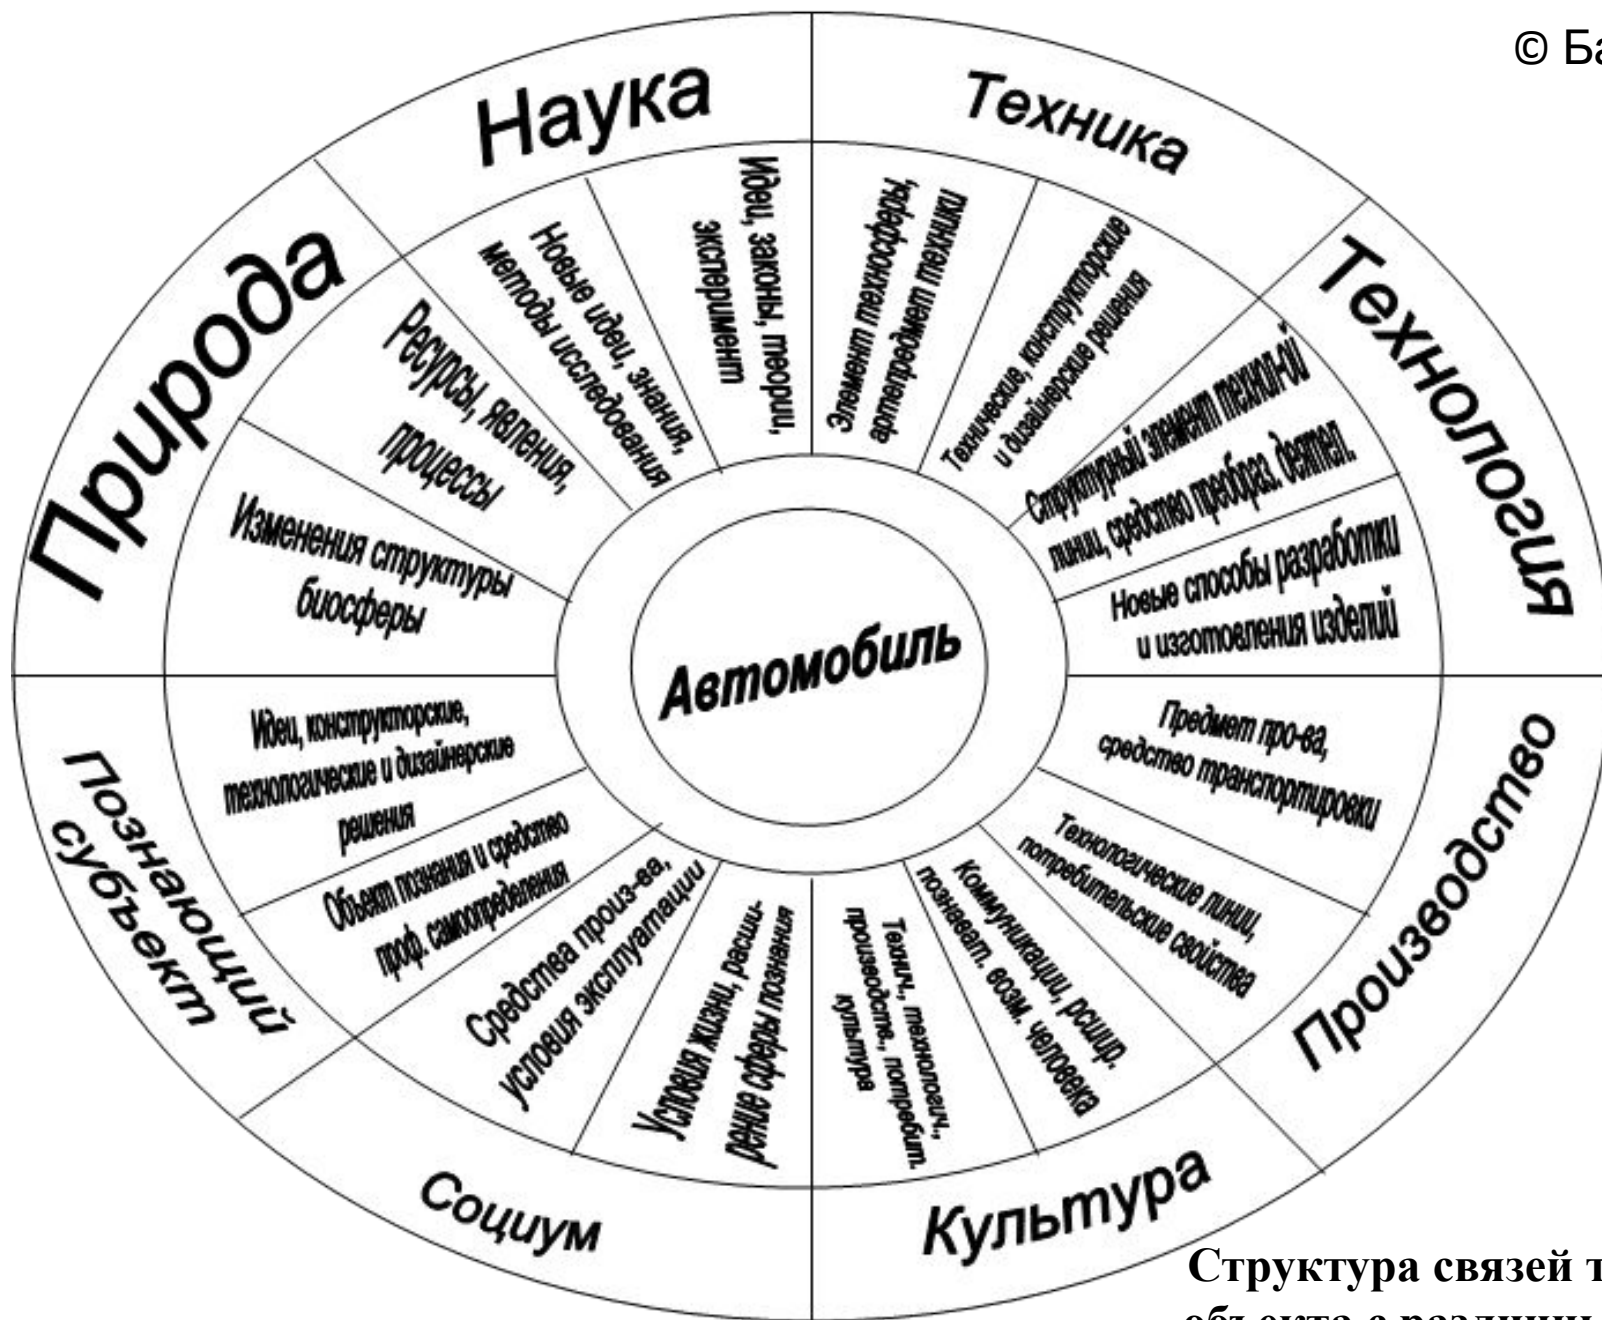 © Ба
Наука
Техника
Технология
Производство
Культура
Социум
Познающий
субъект
Природа
Новые идеи, знания,
методы исследования
Идеи, законы, теории,
эксперимент
Элемент техносферы,
артепредмет техники
Технические, конструкторские
и дизайнерские решения
Структурный элемент технол-ой
линии, средство преобраз. деятел.
Новые способы разработки
и изготовления изделий
Предмет про-ва,
средство транспортировки
Технологические линии,
потребительские свойства
Коммуникации, рсшир.
познават. возм. человека
Технич., технологич.,
производств., потребит.
культура
Условия жизни, расши-
рение сферы познания
Средства произ-ва,
условия эксплуатации
Объект познания и средство
проф. самоопределения
Идеи, конструкторские,
технологические и дизайнерские
решения
Изменения структуры
биосферы
Ресурсы, явления,
процессы
Автомобиль
Структура связей т
объекта с